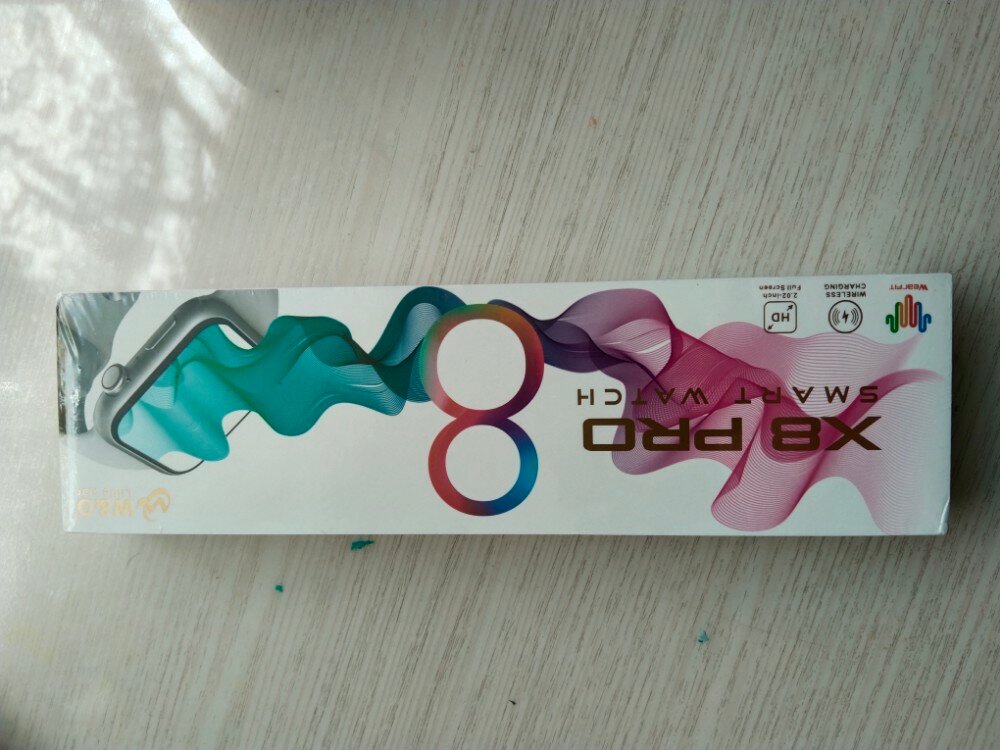 X8 PRO
SMART WATCH
8
W&O
WearFIT
WIRELESS
CHARGING
HD
2.02-inch
Full Screen